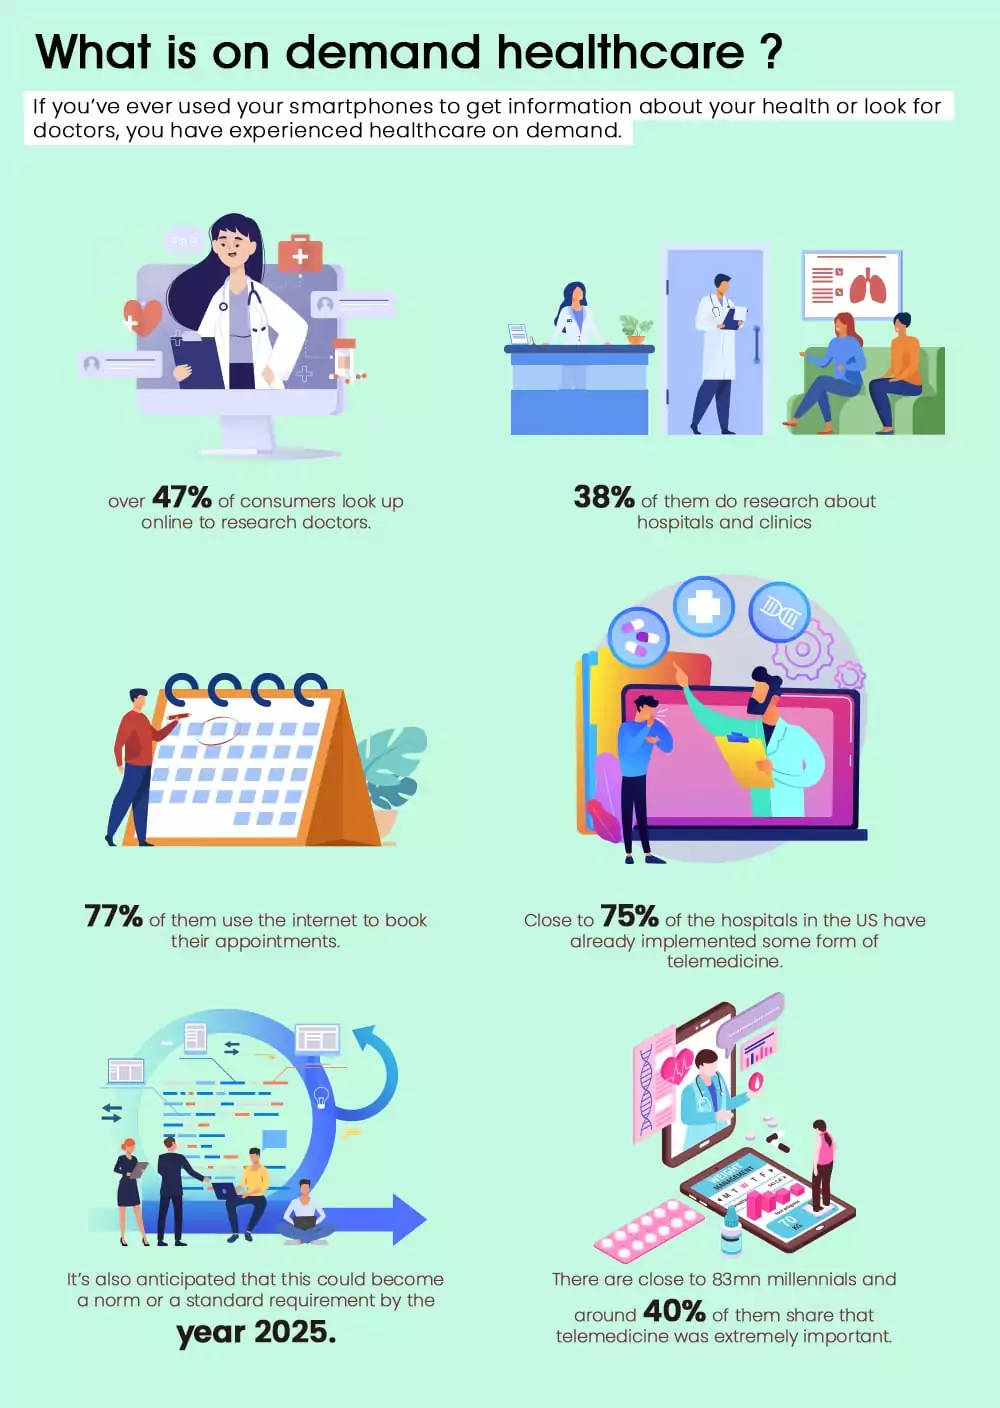 What is on demand healthcare ?
If you've ever used your smartphones to get information about your health or look for
doctors, you have experienced healthcare on demand.
over 47% of consumers look up
online to research doctors.
38% of them do research about
hospitals and clinics
77% of them use the internet to book
their appointments.
Close to 75% of the hospitals in the US have
already implemented some form of
telemedicine.
WEIGHT
MANAGEMENT
M T W T F
70
KG
It's also anticipated that this could become
a norm or a standard requirement by the
year 2025.
There are close to 83mn millennials and
around 40% of them share that
telemedicine was extremely important.